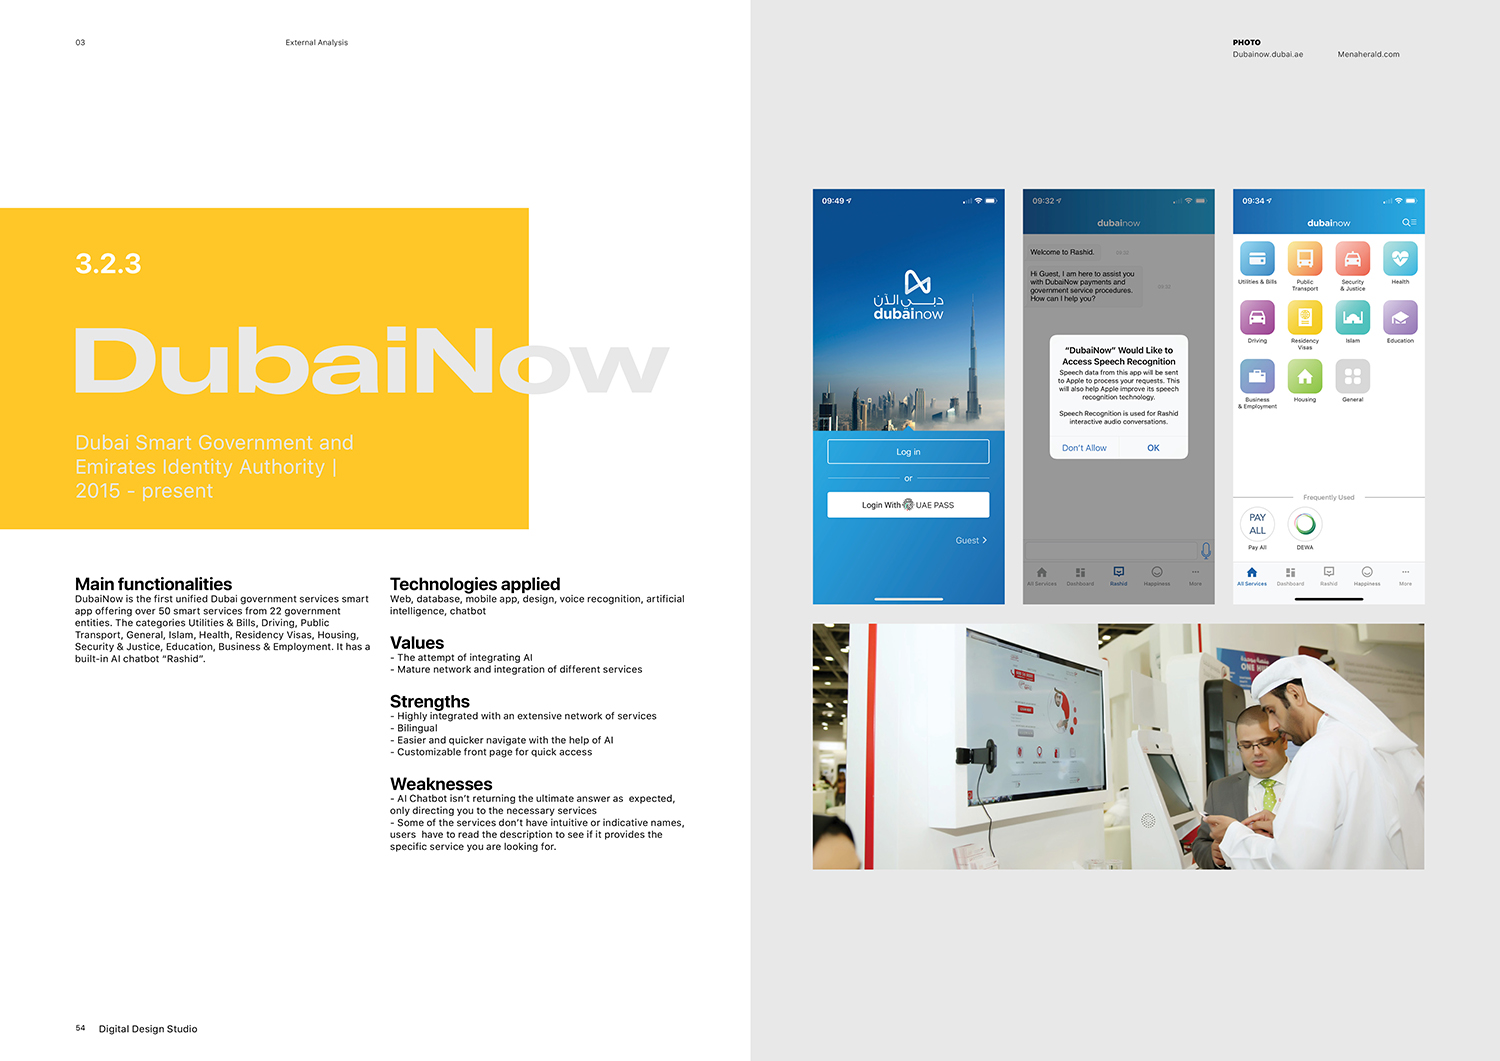 03
External Analysis
PHOTO
Dubainow.dubai.ae
Menaherald.com
3.2.3
DubaiNow
Dubai Smart Government and
Emirates Identity Authority |
2015 - present
Main functionalities
DubaiNow is the first unified Dubai government services smart
app offering over 50 smart services from 22 government
entities. The categories Utilities & Bills, Driving, Public
Transport, General, Islam, Health, Residency Visas, Housing,
Security & Justice, Education, Business & Employment. It has a
built-in AI chatbot “Rashid”.
Technologies applied
Web, database, mobile app, design, voice recognition, artificial
intelligence, chatbot
Values
- The attempt of integrating AI
- Mature network and integration of different services
Strengths
- Highly integrated with an extensive network of services
- Bilingual
- Easier and quicker navigate with the help of AI
- Customizable front page for quick access
Weaknesses
- AI Chatbot isn’t returning the ultimate answer as  expected,
only directing you to the necessary services
- Some of the services don’t have intuitive or indicative names,
users  have to read the description to see if it provides the
specific service you are looking for.
54
Digital Design Studio
09:49
دبي الآن
dubainow
Log in
or
Login With UAE PASS
Guest
09:32
dubainow
Welcome to Rashid.
09:32
Hi Guest, I am here to assist you
with DubaiNow payments and
government service procedures.
How can I help you?
“DubaiNow” Would Like to
Access Speech Recognition
Speech data from this app will be sent
to Apple to process your requests. This
will also help Apple improve its speech
recognition technology.
Speech Recognition is used for Rashid
interactive audio conversations.
Don’t Allow
OK
All Services
Dashboard
Rashid
Happiness
More
09:34
dubainow
Utilities & Bills
Public
Transport
Security
& Justice
Health
Driving
Residency
Visas
Islam
Education
Business
& Employment
Housing
General
Frequently Used
PAY
ALL
Pay All
DEWA
All Services
Dashboard
Rashid
Happiness
More
ONE